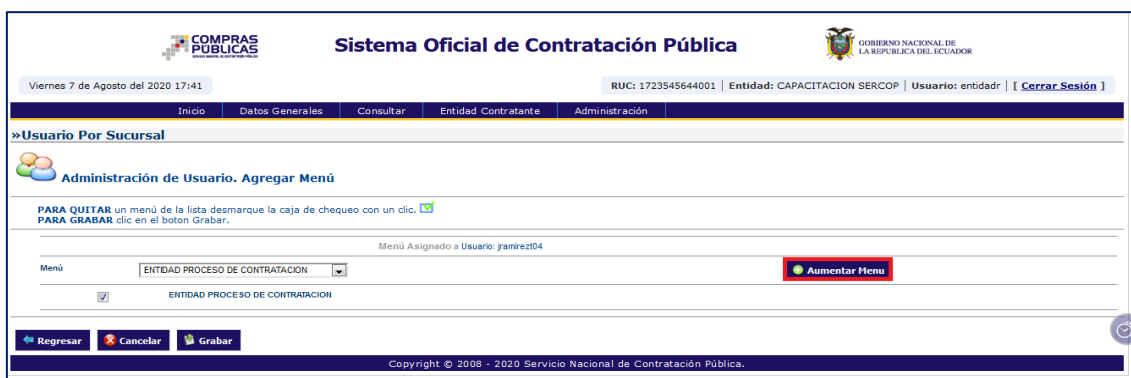 COMPRAS PÚBLICAS
Sistema Oficial de Contratación Pública
GOBIERNO NACIONAL DE
LA REPUBLICA DEL ECUADOR
Viernes 7 de Agosto del 2020 17:41
RUC: 1723545644001 | Entidad: CAPACITACION SERCOP | Usuario: entidadr | [ Cerrar Sesión ]
Inicio Datos Generales Consultar Entidad Contratante Administración
»Usuario Por Sucursal
Administración de Usuario. Agregar Menú
PARA QUITAR un menú de la lista desmarque la caja de chequeo con un clic.
PARA GRABAR clic en el boton Grabar.
Menú Asignado a Usuario: jramirezt04
Menú ENTIDAD PROCESO DE CONTRATACION Aumentar Menu
ENTIDAD PROCESO DE CONTRATACION
Regresar Cancelar Grabar
Copyright © 2008 - 2020 Servicio Nacional de Contratación Pública.